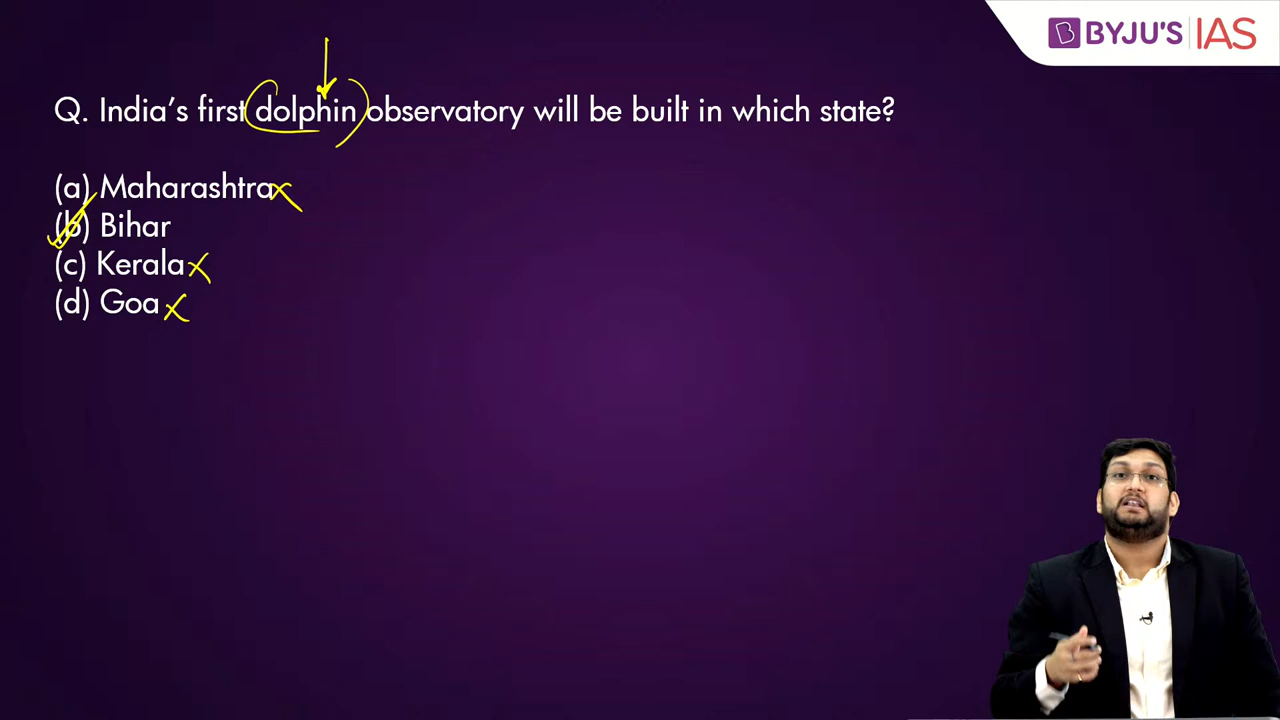 BYJU'S IAS
Q. India's first dolphin observatory will be built in which state?
(a) Maharashtra
(b) Bihar
(c) Kerala
(d) Goa